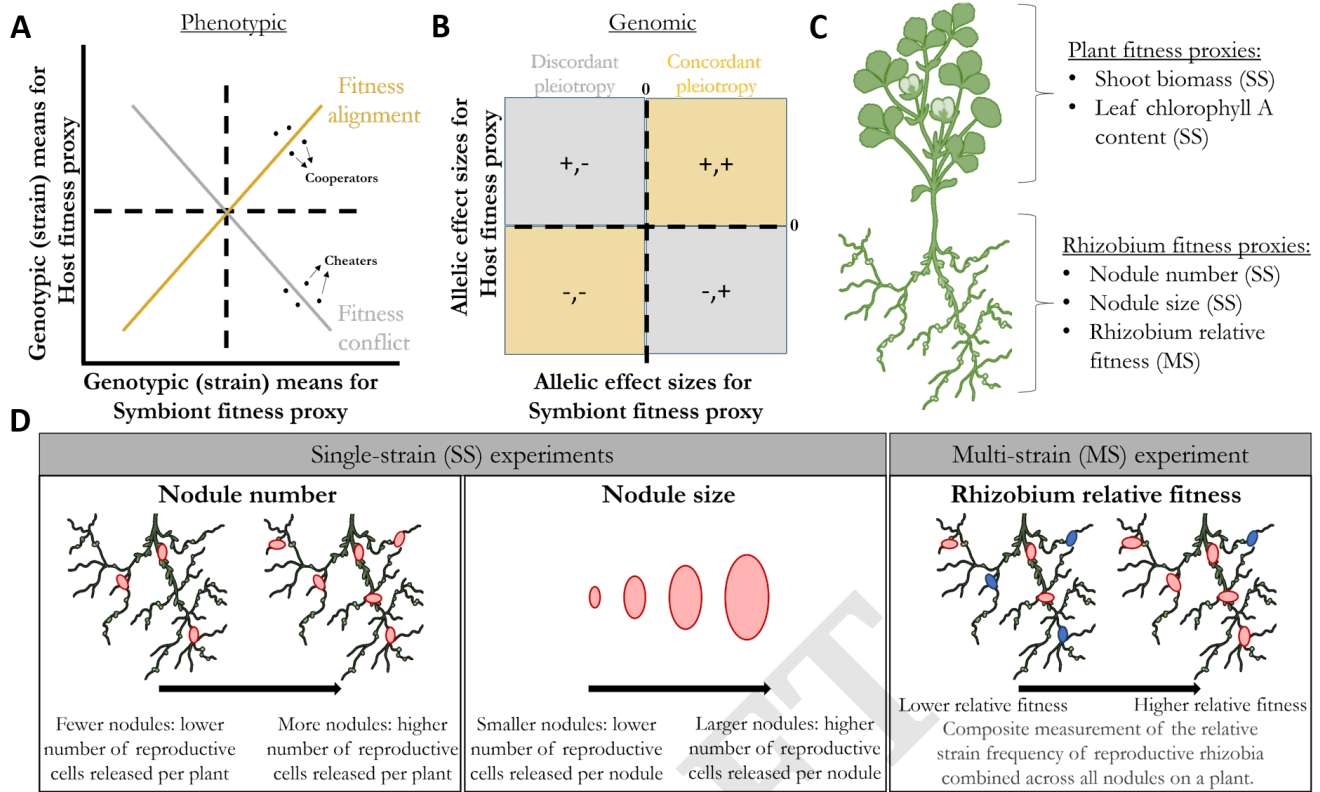 A
Phenotypic
Genotypic (strain) means for
Host fitness proxy
Fitness
alignment
Cooperators
Cheaters
Fitness
conflict
Genotypic (strain) means for
Symbiont fitness proxy
B
Genomic
Discordant
pleiotropy
Concordant
pleiotropy
0
Allelic effect sizes for
Host fitness proxy
+,-
+,+
0
-,-
-,+
Allelic effect sizes for
Symbiont fitness proxy
C
Plant fitness proxies:
• Shoot biomass (SS)
• Leaf chlorophyll A
content (SS)
Rhizobium fitness proxies:
• Nodule number (SS)
• Nodule size (SS)
• Rhizobium relative
fitness (MS)
D
Single-strain (SS) experiments
Multi-strain (MS) experiment
Nodule number
Fewer nodules: lower
number of reproductive
cells released per plant
More nodules: higher
number of reproductive
cells released per plant
Nodule size
Smaller nodules: lower
number of reproductive
cells released per nodule
Larger nodules: higher
number of reproductive
cells released per nodule
Rhizobium relative fitness
Lower relative fitness
Higher relative fitness
Composite measurement of the relative
strain frequency of reproductive rhizobia
combined across all nodules on a plant.